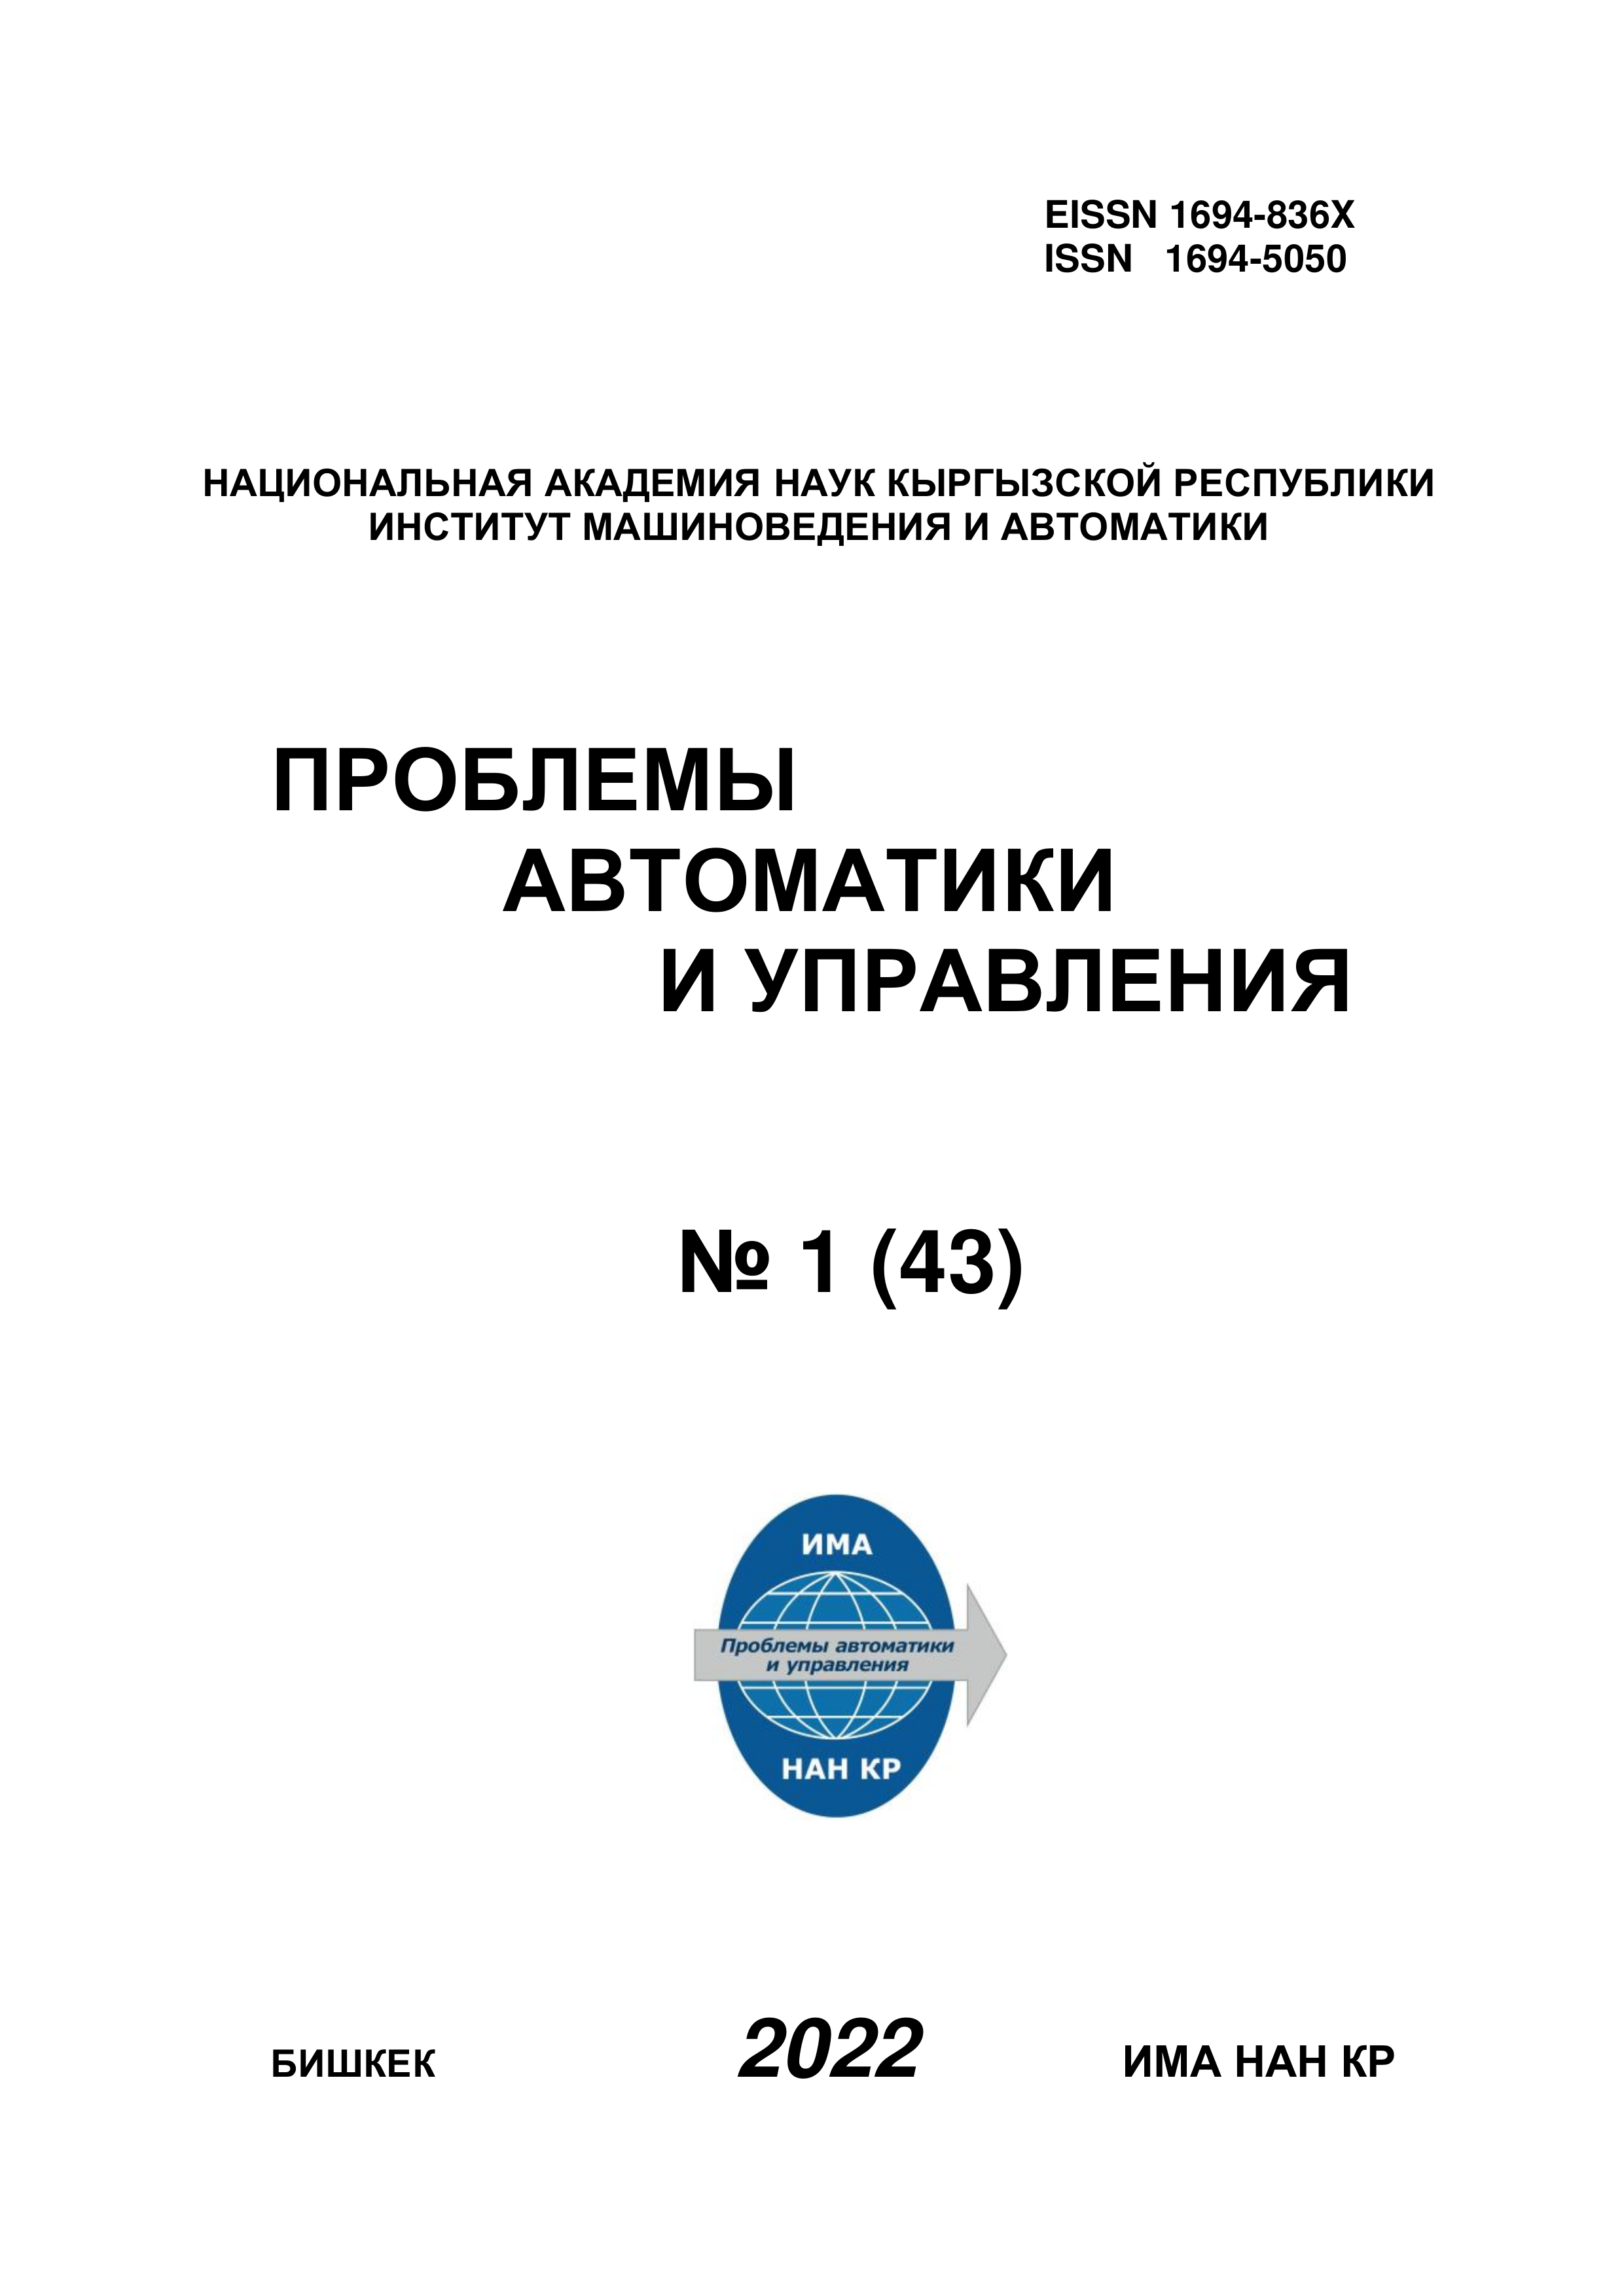 EISSN 1694-836X
ISSN 1694-5050
НАЦИОНАЛЬНАЯ АКАДЕМИЯ НАУК КЫРГЫЗСКОЙ РЕСПУБЛИКИ
ИНСТИТУТ МАШИНОВЕДЕНИЯ И АВТОМАТИКИ
ПРОБЛЕМЫ
АВТОМАТИКИ
И УПРАВЛЕНИЯ
№ 1 (43)
ИМА
Проблемы автоматики
и управления
НАН КР
БИШКЕК 2022 ИМА НАН КР